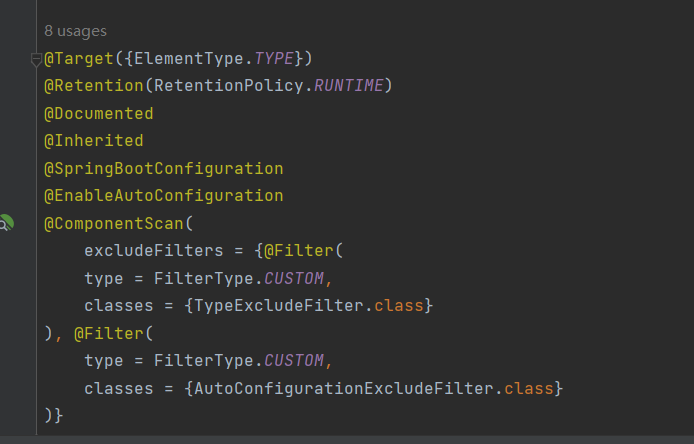 8 usages
@Target({ElementType.TYPE})
@Retention(RetentionPolicy.RUNTIME)
@Documented
@Inherited
@SpringBootConfiguration
@EnableAutoConfiguration
@ComponentScan(
    excludeFilters = {@Filter(
    type = FilterType.CUSTOM,
    classes = {TypeExcludeFilter.class}
), @Filter(
    type = FilterType.CUSTOM,
    classes = {AutoConfigurationExcludeFilter.class}
)}